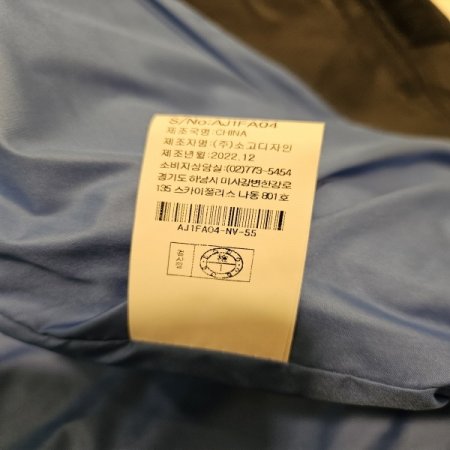 S/No:AJ1FA04
제조국명:CHINA
제조자명:(주)소고디자인
제조년월:2022.12
소비자상담실:(02)773-5454
경기도 하남시 미사강변한강로
135 스카이폴리스 나동 801호
AJ1FA04-NV-55